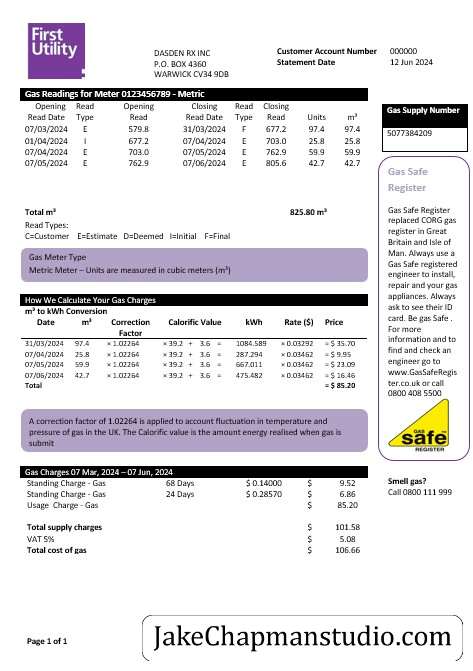 First
Utility
DASDEN RX INC
P.O. BOX 4360
WARWICK CV34 9DB
Customer Account Number 000000
Statement Date 12 Jun 2024
Gas Readings for Meter 0123456789 - Metric
Opening Read Opening Closing Read Closing
Read Date Type Read Read Date Type Read Units m³
07/03/2024 E 579.8 31/03/2024 F 677.2 97.4 97.4
01/04/2024 I 677.2 07/04/2024 E 703.0 25.8 25.8
07/04/2024 E 703.0 07/05/2024 E 762.9 59.9 59.9
07/05/2024 E 762.9 07/06/2024 E 805.6 42.7 42.7
Total m³ 825.80 m³
Read Types:
C=Customer E=Estimate D=Deemed I=Initial F=Final
Gas Meter Type
Metric Meter – Units are measured in cubic meters (m³)
How We Calculate Your Gas Charges
m³ to kWh Conversion
Date m³ Correction Calorific Value kWh Rate ($) Price
Factor
31/03/2024 97.4 × 1.02264 × 39.2 ÷ 3.6 = 1084.589 × 0.03292 = $ 35.70
07/04/2024 25.8 × 1.02264 × 39.2 ÷ 3.6 = 287.294 × 0.03462 = $ 9.95
07/05/2024 59.9 × 1.02264 × 39.2 ÷ 3.6 = 667.011 × 0.03462 = $ 23.09
07/06/2024 42.7 × 1.02264 × 39.2 ÷ 3.6 = 475.482 × 0.03462 = $ 16.46
Total = $ 85.20
A correction factor of 1.02264 is applied to account fluctuation in temperature and
pressure of gas in the UK. The Calorific value is the amount energy realised when gas is
submit
Gas Charges 07 Mar, 2024 – 07 Jun, 2024
Standing Charge - Gas 68 Days $ 0.14000 $ 9.52
Standing Charge - Gas 24 Days $ 0.28570 $ 6.86
Usage Charge - Gas $ 85.20
Total supply charges $ 101.58
VAT 5% $ 5.08
Total cost of gas $ 106.66
Gas Supply Number
5077384209
Gas Safe
Register
Gas Safe Register
replaced CORG gas
register in Great
Britain and Isle of
Man. Always use a
Gas Safe registered
engineer to install,
repair and your gas
appliances. Always
ask to see their ID
card. Be gas Safe .
For more
information and to
find and check an
engineer go to
www.GasSafeRegis
ter.co.uk or call
0800 408 5500
GAS
safe
REGISTER
Smell gas?
Call 0800 111 999
Page 1 of 1
JakeChapmanstudio.com